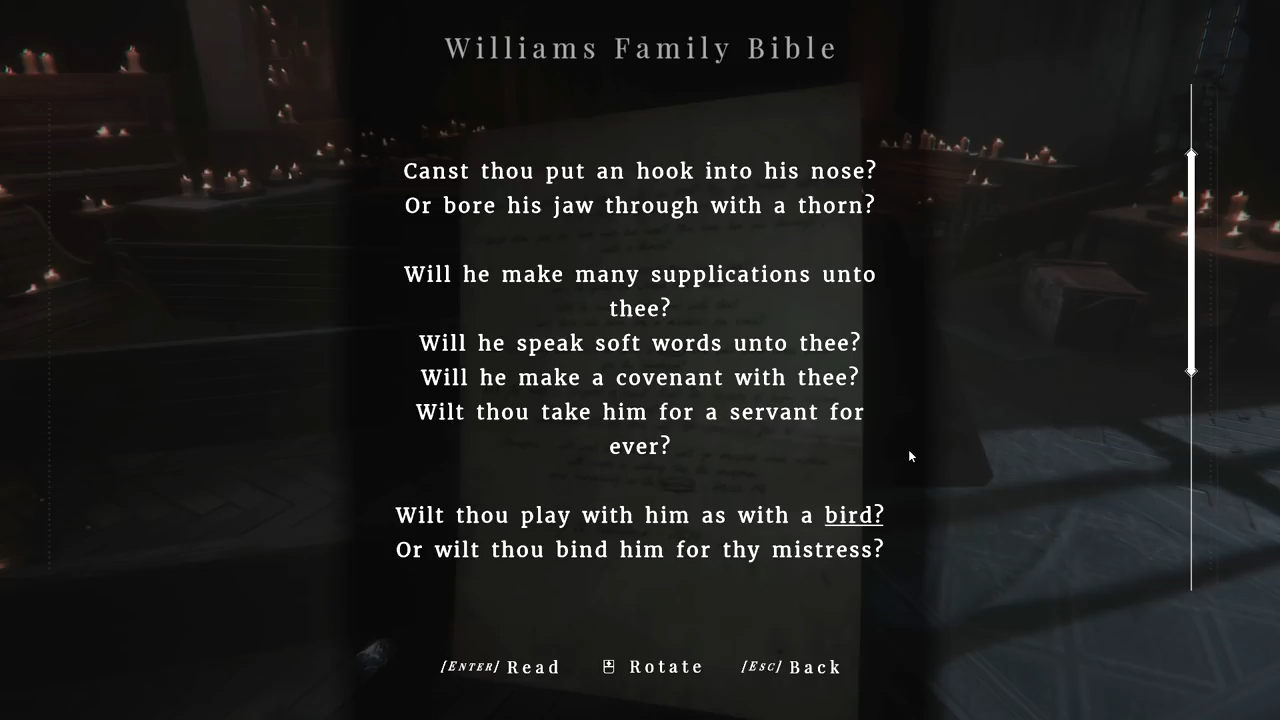 Williams Family Bible
Canst thou put an hook into his nose?
Or bore his jaw through with a thorn?
Will he make many supplications unto
thee?
Will he speak soft words unto thee?
Will he make a covenant with thee?
Wilt thou take him for a servant for
ever?
Wilt thou play with him as with a bird?
Or wilt thou bind him for thy mistress?
[ENTER] Read Rotate [ESC] Back